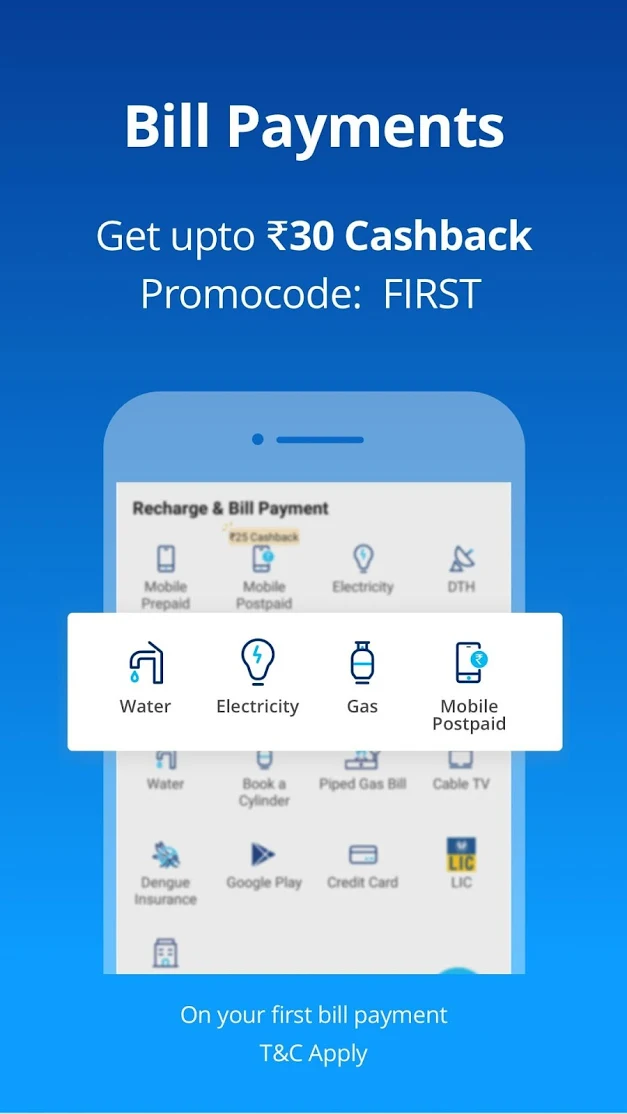 Bill Payments
Get upto ₹30 Cashback
Promocode: FIRST
Recharge & Bill Payment
₹25 Cashback
Mobile
Prepaid
Mobile
Postpaid
Electricity
DTH
Water
Electricity
Gas
Mobile
Postpaid
Water
Book a
Cylinder
Piped Gas Bill
Cable TV
Dengue
Insurance
Google Play
Credit Card
LIC
LIC
On your first bill payment
T&C Apply